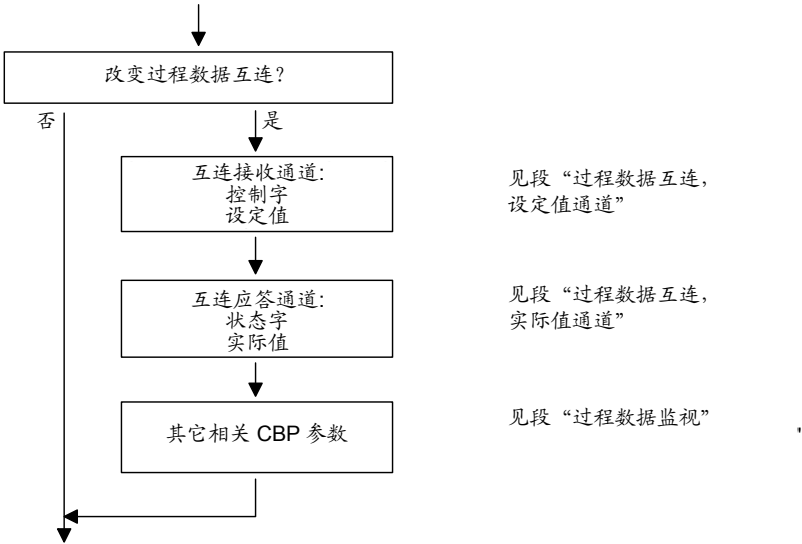 改变过程数据互连?
否
是
互连接收通道:
控制字
设定值
见段“过程数据互连,
设定值通道”
互连应答通道:
状态字
实际值
见段“过程数据互连,
实际值通道”
其它相关 CBP 参数
见段“过程数据监视”